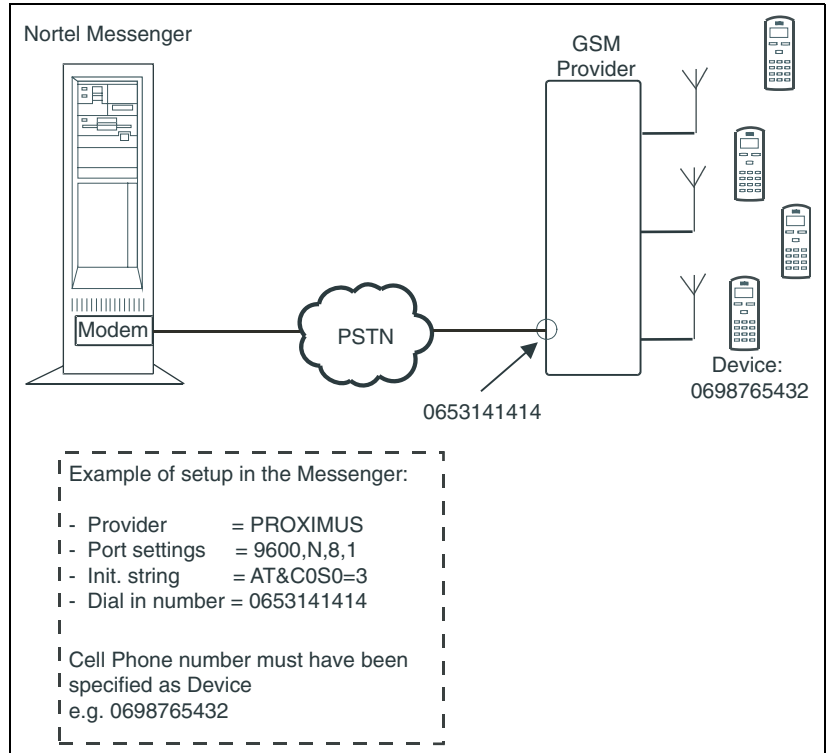 Nortel Messenger
GSM
Provider
Modem
PSTN
0653141414
Device:
0698765432
Example of setup in the Messenger:
- Provider = PROXIMUS
- Port settings = 9600,N,8,1
- Init. string = AT&C0S0=3
- Dial in number = 0653141414
Cell Phone number must have been
specified as Device
e.g. 0698765432